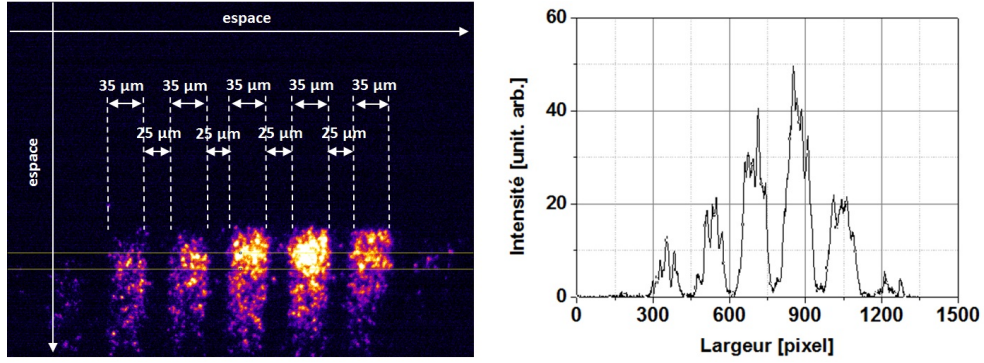 espace
espace
35 µm 35 µm 35 µm 35 µm 35 µm
25 µm 25 µm 25 µm 25 µm
Intensité [unit. arb.]
60
40
20
0
0 300 600 900 1200 1500
Largeur [pixel]